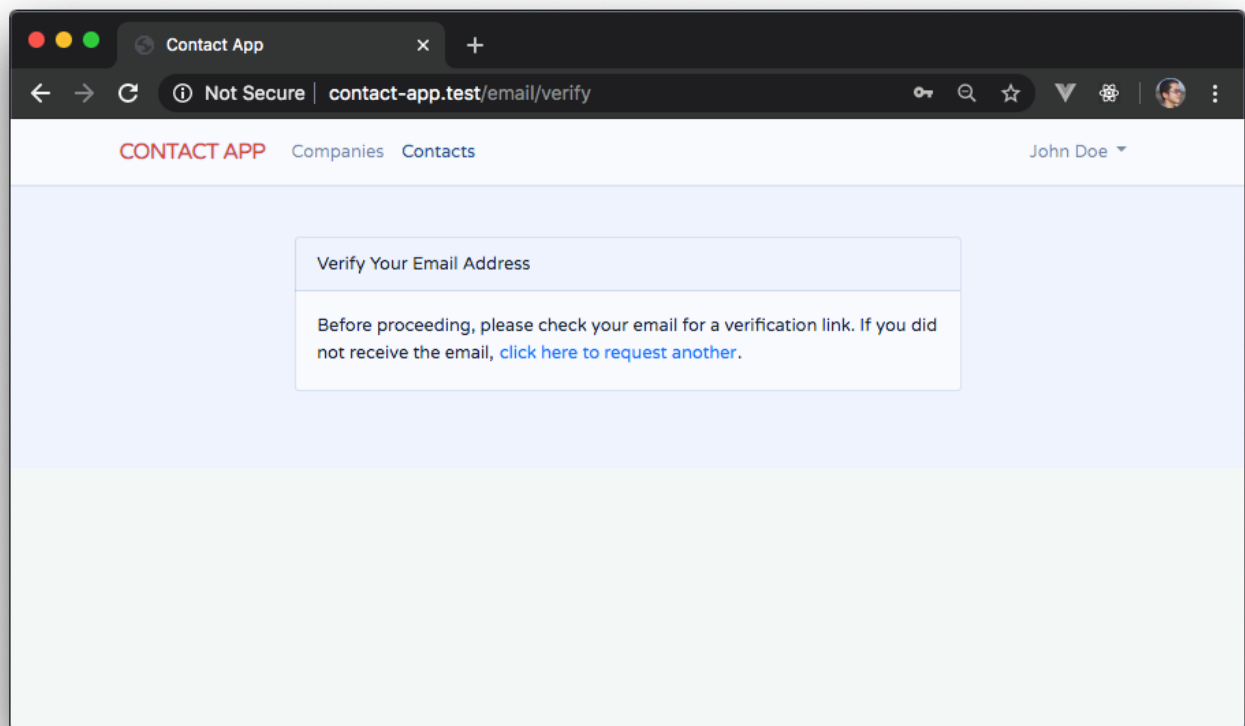 Contact App
Not Secure | contact-app.test/email/verify
CONTACT APP Companies Contacts John Doe
Verify Your Email Address
Before proceeding, please check your email for a verification link. If you did
not receive the email, click here to request another.